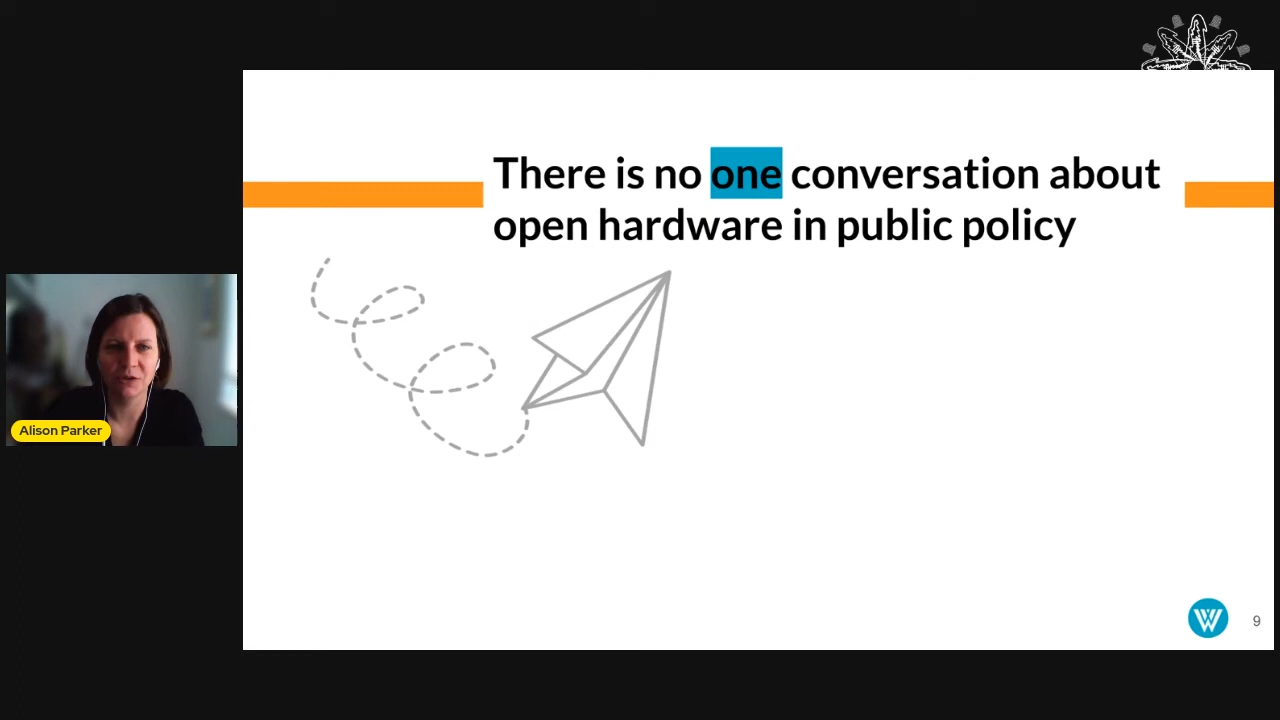 There is no one conversation about
open hardware in public policy
Alison Parker
W
9